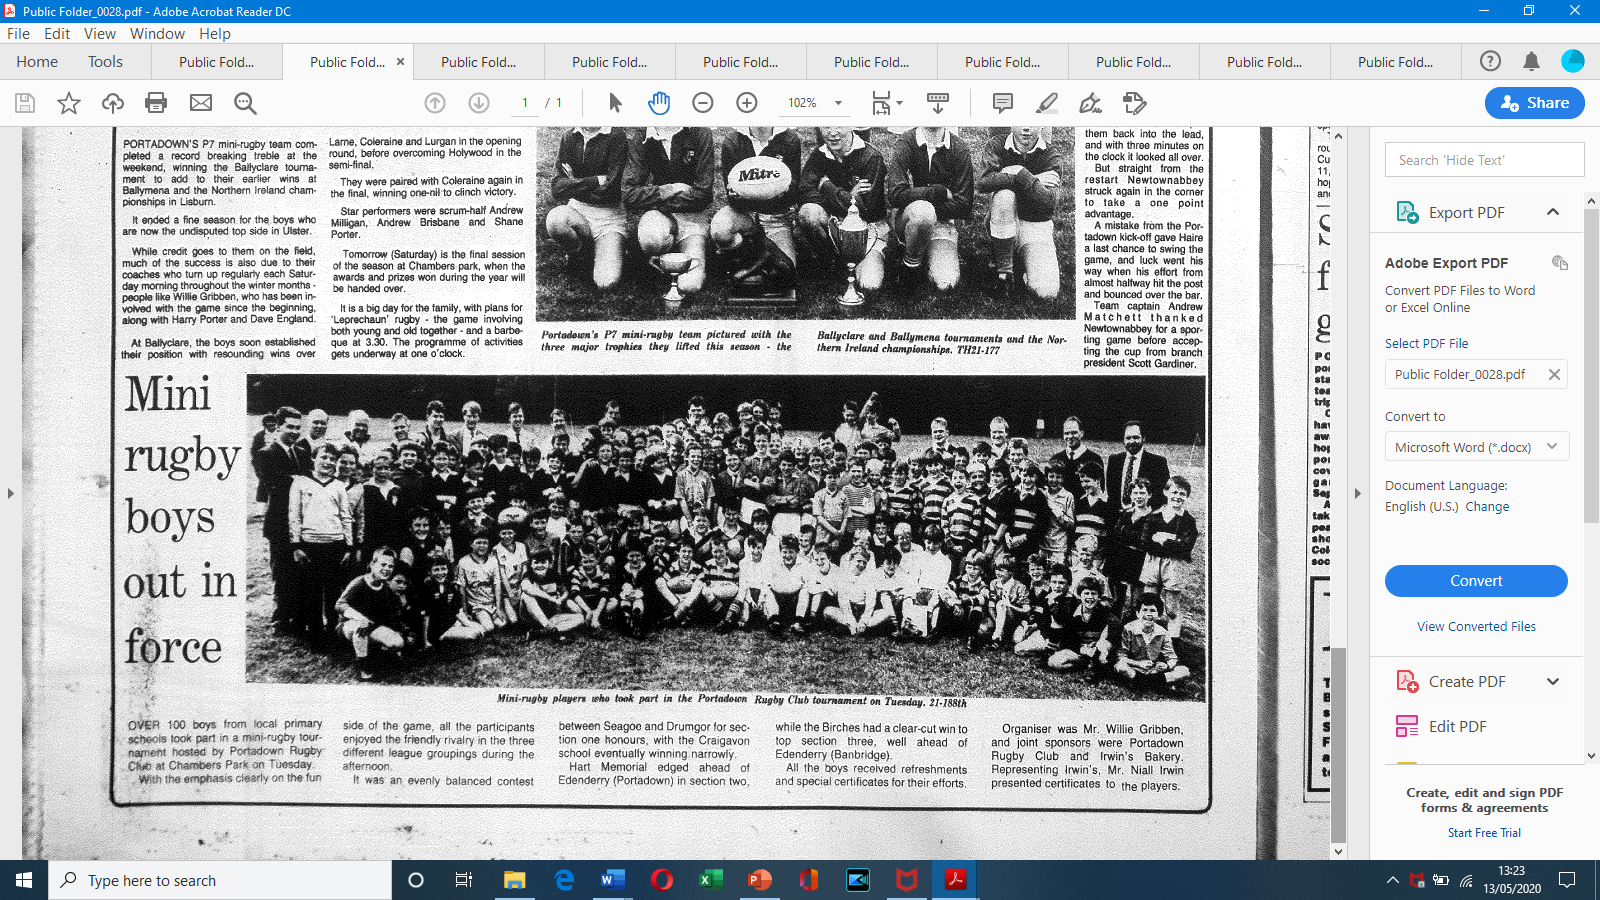 Public Folder_0028.pdf - Adobe Acrobat Reader DC
File Edit View Window Help
Home Tools Public Fold... Public Fold... × Public Fold... Public Fold... Public Fold... Public Fold... Public Fold... Public Fold... Public Fold... Public Fold...
1 / 1 102% Share
PORTADOWN'S P7 mini-rugby team com-
pleted a record breaking treble at the
weekend, winning the Ballyclare tourna-
ment to add to their earlier wins at
Ballymena and the Northern Ireland cham-
pionships in Lisburn.
It ended a fine season for the boys who
are now the undisputed top side in Ulster.
While credit goes to them on the field,
much of the success is also due to their
coaches who turn up regularly each Satur-
day morning throughout the winter months -
people like Willie Gribben, who has been in-
volved with the game since the beginning,
along with Harry Porter and Dave England.
At Ballyclare, the boys soon established
their position with resounding wins over
Larne, Coleraine and Lurgan in the opening
round, before overcoming Holywood in the
semi-final.
They were paired with Coleraine again in
the final, winning one-nil to clinch victory.
Star performers were scrum-half Andrew
Milligan, Andrew Brisbane and Shane
Porter.
Tomorrow (Saturday) is the final session
of the season at Chambers park, when the
awards and prizes won during the year will
be handed over.
It is a big day for the family, with plans for
'Leprechaun' rugby - the game involving
both young and old together - and a barbe-
que at 3.30. The programme of activities
gets underway at one o'clock.
Mitre
Portadown's P7 mini-rugby team pictured with the
three major trophies they lifted this season - the
Ballyclare and Ballymena tournaments and the Nor-
thern Ireland championships. TH21-177
them back into the lead,
and with three minutes on
the clock it looked all over.
But straight from the
restart Newtownabbey
struck again in the corner
to take a one point
advantage.
A mistake from the Por-
tadown kick-off gave Haire
a last chance to swing the
game, and luck went his
way when his effort from
almost halfway hit the post
and bounced over the bar.
Team captain Andrew
Matchett thanked
Newtownabbey for a spor-
ting game before accep-
ting the cup from branch
president Scott Gardiner.
Mini
rugby
boys
out in
force
Mini-rugby players who took part in the Portadown Rugby Club tournament on Tuesday. 21-188th
OVER 100 boys from local primary
schools took part in a mini-rugby tour-
nament hosted by Portadown Rugby
Club at Chambers Park on Tuesday.
With the emphasis clearly on the fun
side of the game, all the participants
enjoyed the friendly rivalry in the three
different league groupings during the
afternoon.
It was an evenly balanced contest
between Seagoe and Drumgor for sec-
tion one honours, with the Craigavon
school eventually winning narrowly.
Hart Memorial edged ahead of
Edenderry (Portadown) in section two,
while the Birches had a clear-cut win to
top section three, well ahead of
Edenderry (Banbridge).
All the boys received refreshments
and special certificates for their efforts.
Organiser was Mr. Willie Gribben,
and joint sponsors were Portadown
Rugby Club and Irwin's Bakery.
Representing Irwin's, Mr. Niall Irwin
presented certificates to the players.
Search 'Hide Text'
Export PDF
Adobe Export PDF
Convert PDF Files to Word
or Excel Online
Select PDF File
Public Folder_0028.pdf
Convert to
Microsoft Word (*.docx)
Document Language:
English (U.S.) Change
Convert
View Converted Files
Create PDF
Edit PDF
Create, edit and sign PDF
forms & agreements
Start Free Trial
Type here to search
13:23
13/05/2020